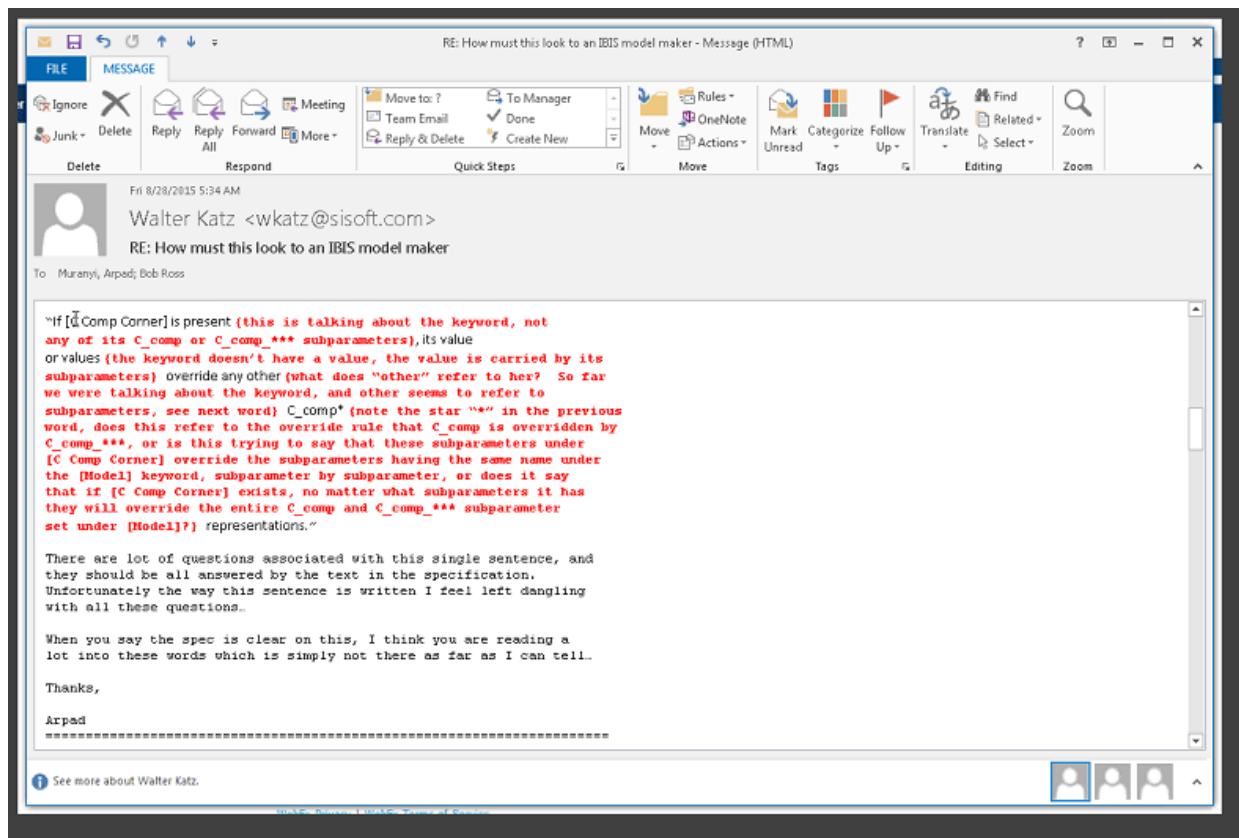 RE: How must this look to an IBIS model maker - Message (HTML)
FILE MESSAGE
Ignore
Junk
Delete
Reply
Reply All
Forward
Meeting
More
Move to: ?
Team Email
Reply & Delete
To Manager
Done
Create New
Move
Rules
OneNote
Actions
Mark Unread
Categorize
Follow Up
Translate
Find
Related
Select
Zoom
Delete Respond Quick Steps Move Tags Editing Zoom
Fri 8/28/2015 5:34 AM
Walter Katz <wkatz@sisoft.com>
RE: How must this look to an IBIS model maker
To Muranyi, Arpad; Bob Ross
“If [C Comp Corner] is present {this is talking about the keyword, not
any of its C_comp or C_comp_*** subparameters}, its value
or values {the keyword doesn’t have a value, the value is carried by its
subparameters} override any other {what does “other” refer to her? So far
we were talking about the keyword, and other seems to refer to
subparameters, see next word} C_comp* {note the star “*” in the previous
word, does this refer to the override rule that C_comp is overridden by
C_comp_***, or is this trying to say that these subparameters under
[C Comp Corner] override the subparameters having the same name under
the [Model] keyword, subparameter by subparameter, or does it say
that if [C Comp Corner] exists, no matter what subparameters it has
they will override the entire C_comp and C_comp_*** subparameter
set under [Model]?} representations.”
There are lot of questions associated with this single sentence, and
they should be all answered by the text in the specification.
Unfortunately the way this sentence is written I feel left dangling
with all these questions…
When you say the spec is clear on this, I think you are reading a
lot into these words which is simply not there as far as I can tell…
Thanks,
Arpad
=====================================================================
See more about Walter Katz.
WebEx Privacy | WebEx Terms of Service